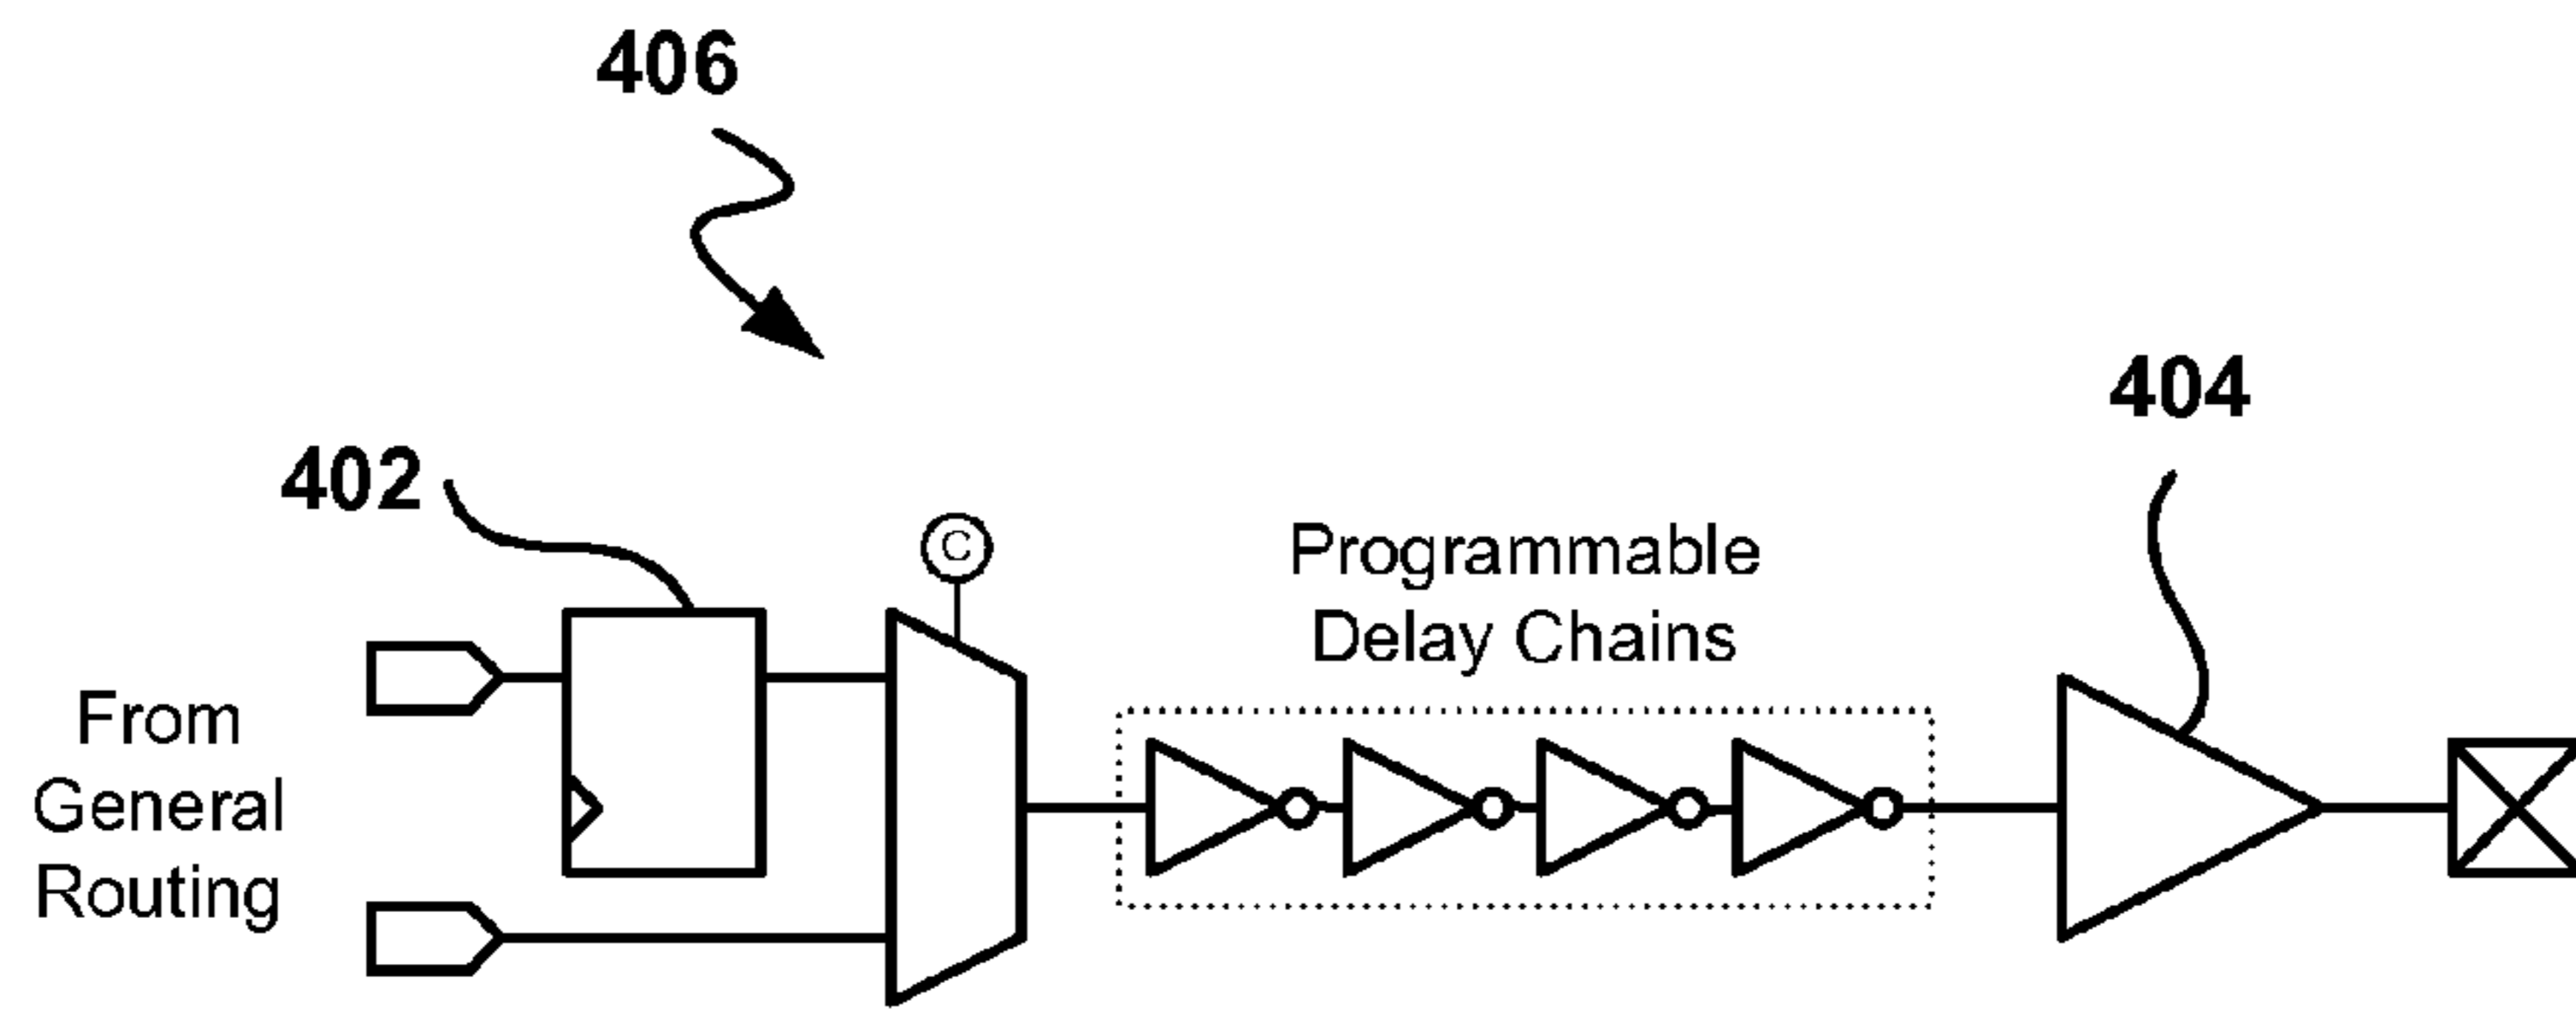 406
404
402
C
Programmable
Delay Chains
From
General
Routing